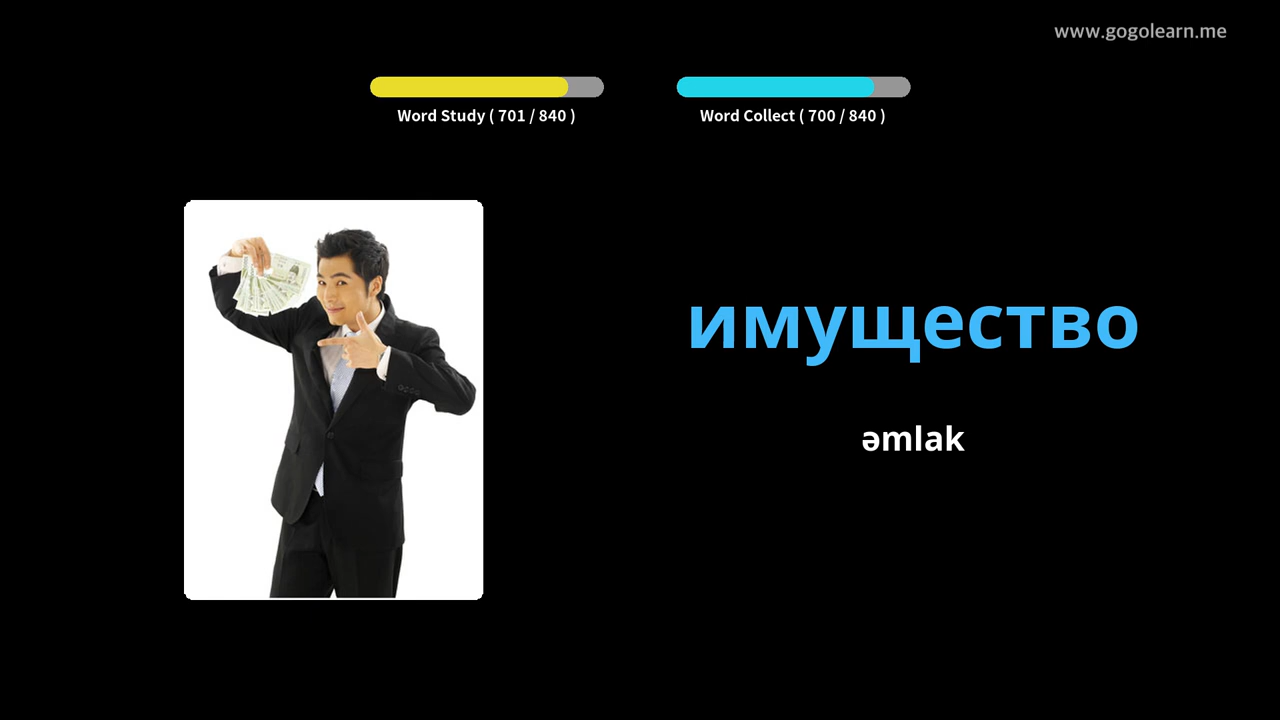 www.gogolearn.me
Word Study ( 701 / 840 )
Word Collect ( 700 / 840 )
имущество
əmlak